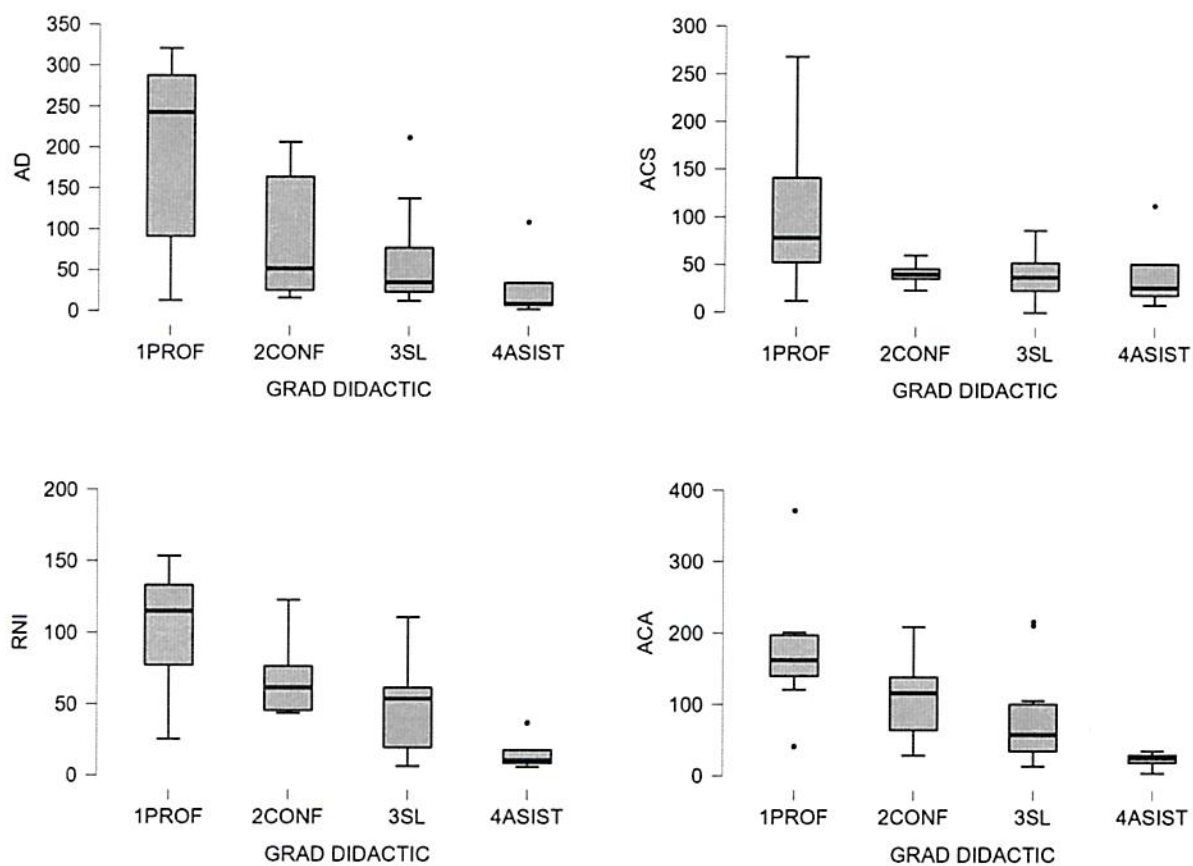 350
300
250
200
150
100
50
0
AD
1PROF 2CONF 3SL 4ASIST
GRAD DIDACTIC
300
250
200
150
100
50
0
ACS
1PROF 2CONF 3SL 4ASIST
GRAD DIDACTIC
200
150
100
50
0
RNI
1PROF 2CONF 3SL 4ASIST
GRAD DIDACTIC
400
300
200
100
0
ACA
1PROF 2CONF 3SL 4ASIST
GRAD DIDACTIC